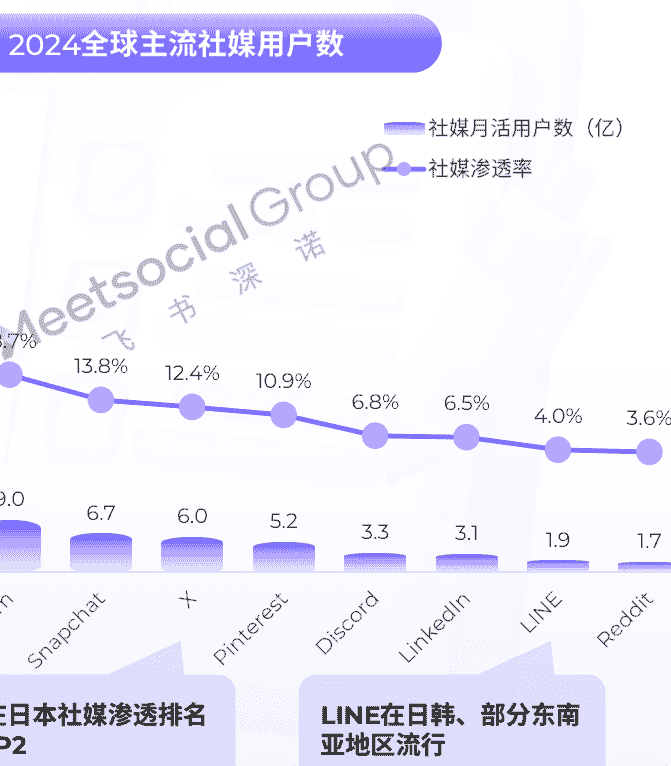 2024全球主流社媒用户数
社媒月活用户数（亿）
社媒渗透率
Meetsocial Group
飞书深诺
8.7%
13.8%
12.4%
10.9%
6.8%
6.5%
4.0%
3.6%
9.0
6.7
6.0
5.2
3.3
3.1
1.9
1.7
Snapchat
X
Pinterest
Discord
LinkedIn
LINE
Reddit
在日本社媒渗透排名
P2
LINE在日韩、部分东南
亚地区流行